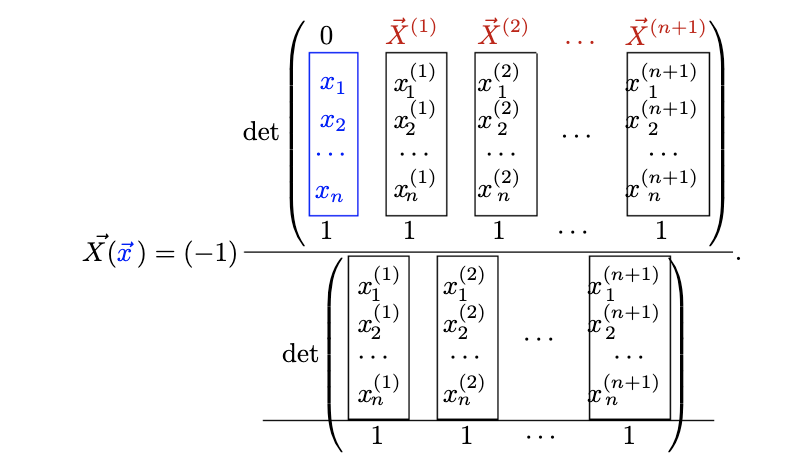 0 X⃗^(1) X⃗^(2) … X⃗^(n+1)
x_1 x_1^(1) x_1^(2) x_1^(n+1)
x_2 x_2^(1) x_2^(2) x_2^(n+1)
det … … … … …
x_n x_n^(1) x_n^(2) x_n^(n+1)
1 1 1 … 1
X⃗(x⃗) = (−1) .
x_1^(1) x_1^(2) x_1^(n+1)
x_2^(1) x_2^(2) … x_2^(n+1)
det … … …
x_n^(1) x_n^(2) x_n^(n+1)
1 1 … 1